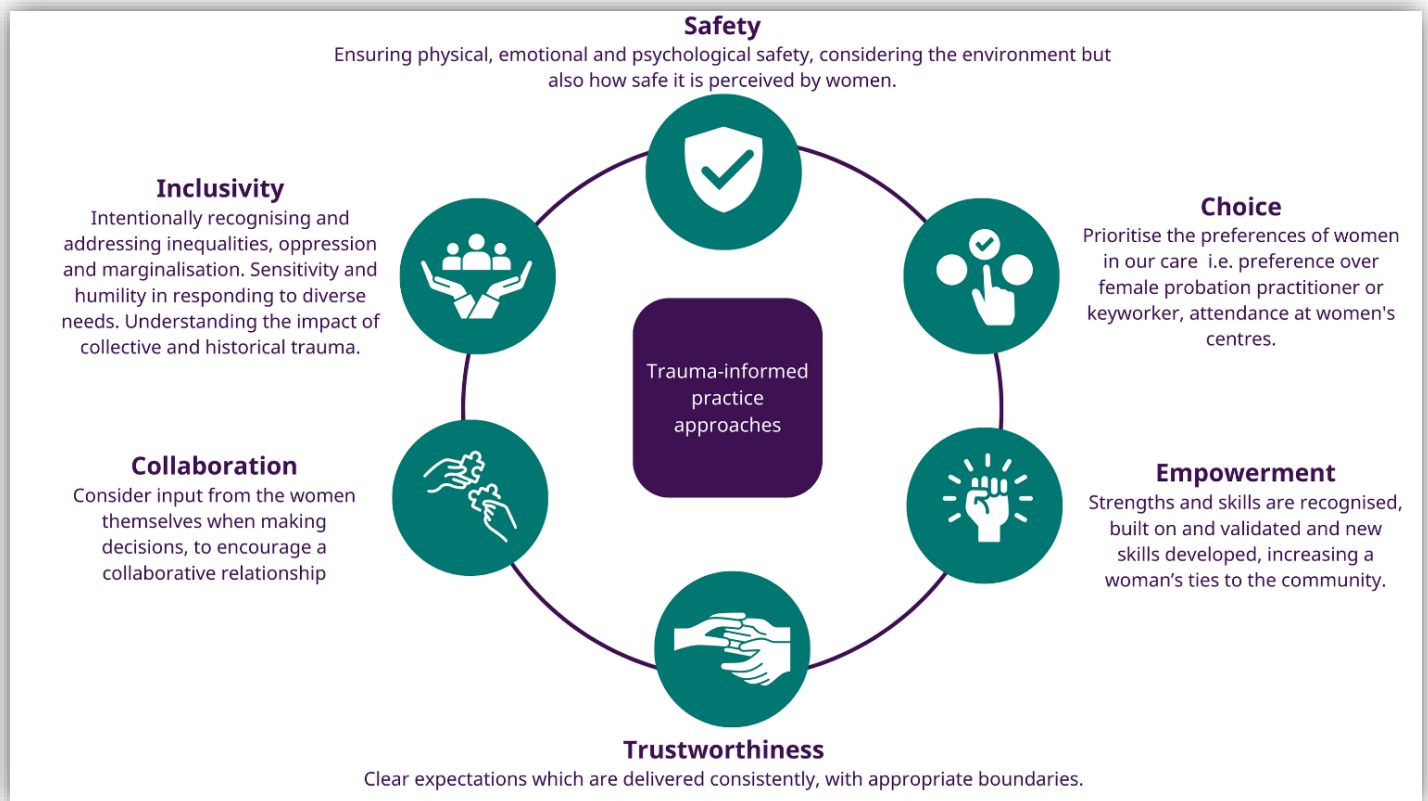 Safety
Ensuring physical, emotional and psychological safety, considering the environment but
also how safe it is perceived by women.
Inclusivity
Intentionally recognising and
addressing inequalities, oppression
and marginalisation. Sensitivity and
humility in responding to diverse
needs. Understanding the impact of
collective and historical trauma.
Choice
Prioritise the preferences of women
in our care  i.e. preference over
female probation practitioner or
keyworker, attendance at women's
centres.
Trauma-informed
practice
approaches
Collaboration
Consider input from the women
themselves when making
decisions, to encourage a
collaborative relationship
Empowerment
Strengths and skills are recognised,
built on and validated and new
skills developed, increasing a
woman’s ties to the community.
Trustworthiness
Clear expectations which are delivered consistently, with appropriate boundaries.